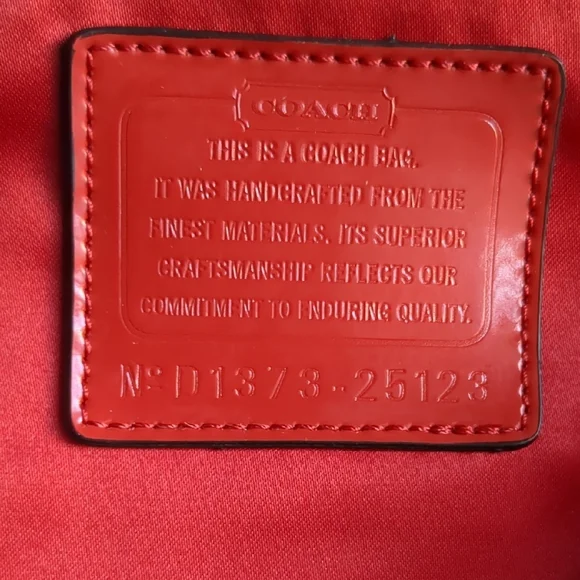 COACH
THIS IS A COACH BAG.
IT WAS HANDCRAFTED FROM THE
FINEST MATERIALS. ITS SUPERIOR
CRAFTSMANSHIP REFLECTS OUR
COMMITMENT TO ENDURING QUALITY.
Nº D1373-25123